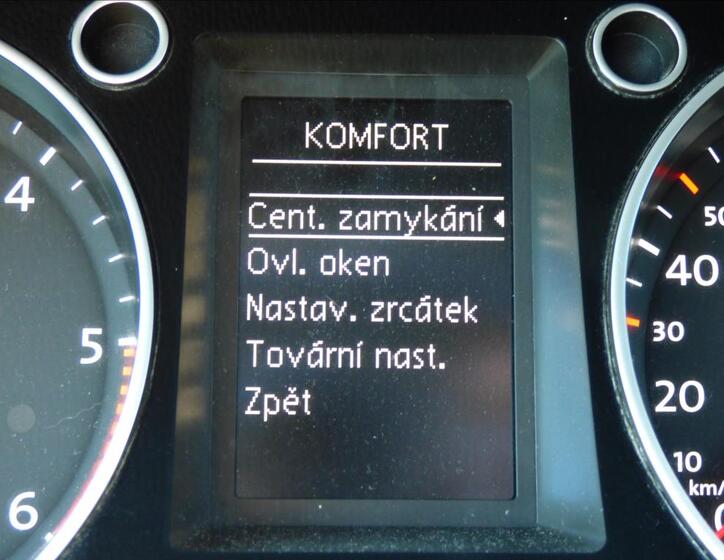 KOMFORT
Cent. zamykání
Ovl. oken
Nastav. zrcátek
Tovární nast.
Zpět
4
5
6
50
40
30
20
10
km/
0